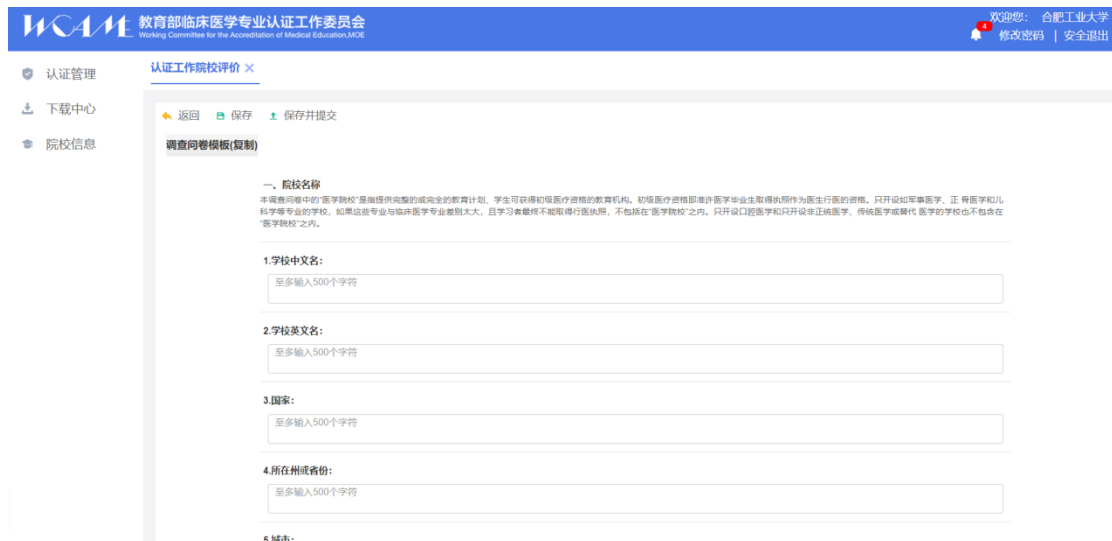 WCAME 教育部临床医学专业认证工作委员会
Working Committee for the Accreditation of Medical Education,MOE
欢迎您: 合肥工业大学
4
修改密码 | 安全退出
认证管理
下载中心
院校信息
认证工作院校评价 ×
返回 保存 保存并提交
调查问卷模板(复制)
一、院校名称
本调查问卷中的"医学院校"是指提供完整的或完全的教育计划、学生可获得初级医疗资格的教育机构。初级医疗资格即准许医学毕业生取得执照作为医生行医的资格。只开设如军事医学、正 骨医学和儿
科学等专业的学校，如果这些专业与临床医学专业差别太大，且学习者最终不能取得行医执照，不包括在"医学院校"之内。只开设口腔医学和只开设非正统医学、传统医学或替代 医学的学校也不包含在
"医学院校"之内。
1.学校中文名:
至多输入500个字符
2.学校英文名:
至多输入500个字符
3.国家:
至多输入500个字符
4.所在州或省份:
至多输入500个字符
5.城市: